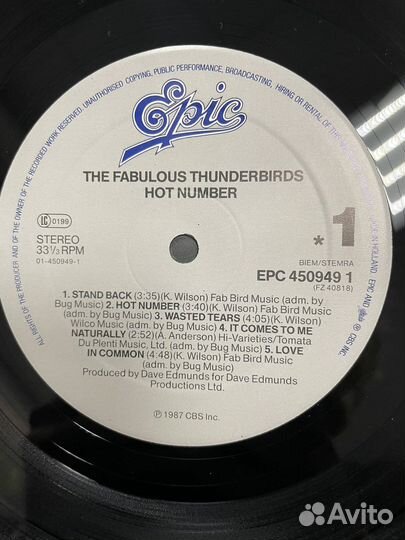 ALL RIGHTS OF THE PRODUCER AND OF THE OWNER OF THE RECORDED WORK RESERVED. UNAUTHORISED COPYING, PUBLIC PERFORMANCE, BROADCASTING, HIRING OR RENTAL OF THIS
IN HOLLAND. EPIC AND
ARE
CBS INC.
Epic
THE FABULOUS THUNDERBIRDS
HOT NUMBER
LC 0199
STEREO
33⅓ RPM
01-450949-1
* 1
BIEM/STEMRA
EPC 450949 1
(FZ 40818)
1. STAND BACK (3:35)(K. Wilson) Fab Bird Music (adm. by
Bug Music) 2. HOT NUMBER (3:40)(K. Wilson) Fab Bird Music
(adm. by Bug Music) 3. WASTED TEARS (4:05)(K. Wilson)
Wilco Music (adm. by Bug Music) 4. IT COMES TO ME
NATURALLY (2:52)(A. Anderson) Hi-Varieties/Tomata
Du Plenti Music, Ltd. (adm. by Bug Music) 5. LOVE
IN COMMON (4:48)(K. Wilson) Fab Bird Music
(adm. by Bug Music)
Produced by Dave Edmunds for Dave Edmunds
Productions Ltd.
℗ 1987 CBS Inc.
Avito